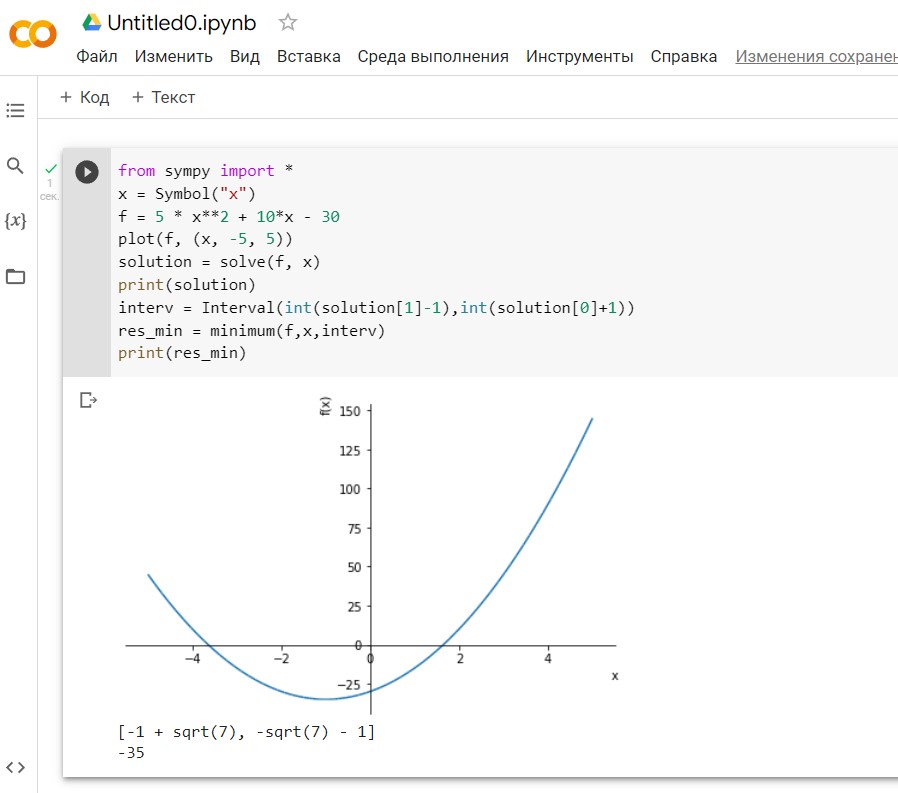 Untitled0.ipynb
Файл Изменить Вид Вставка Среда выполнения Инструменты Справка Изменения сохранен
+ Код + Текст
1
сек.
{x}
from sympy import *
x = Symbol("x")
f = 5 * x**2 + 10*x - 30
plot(f, (x, -5, 5))
solution = solve(f, x)
print(solution)
interv = Interval(int(solution[1]-1),int(solution[0]+1))
res_min = minimum(f,x,interv)
print(res_min)
f(x)
150
125
100
75
50
25
0
−25
−4 −2 0 2 4
x
[-1 + sqrt(7), -sqrt(7) - 1]
-35